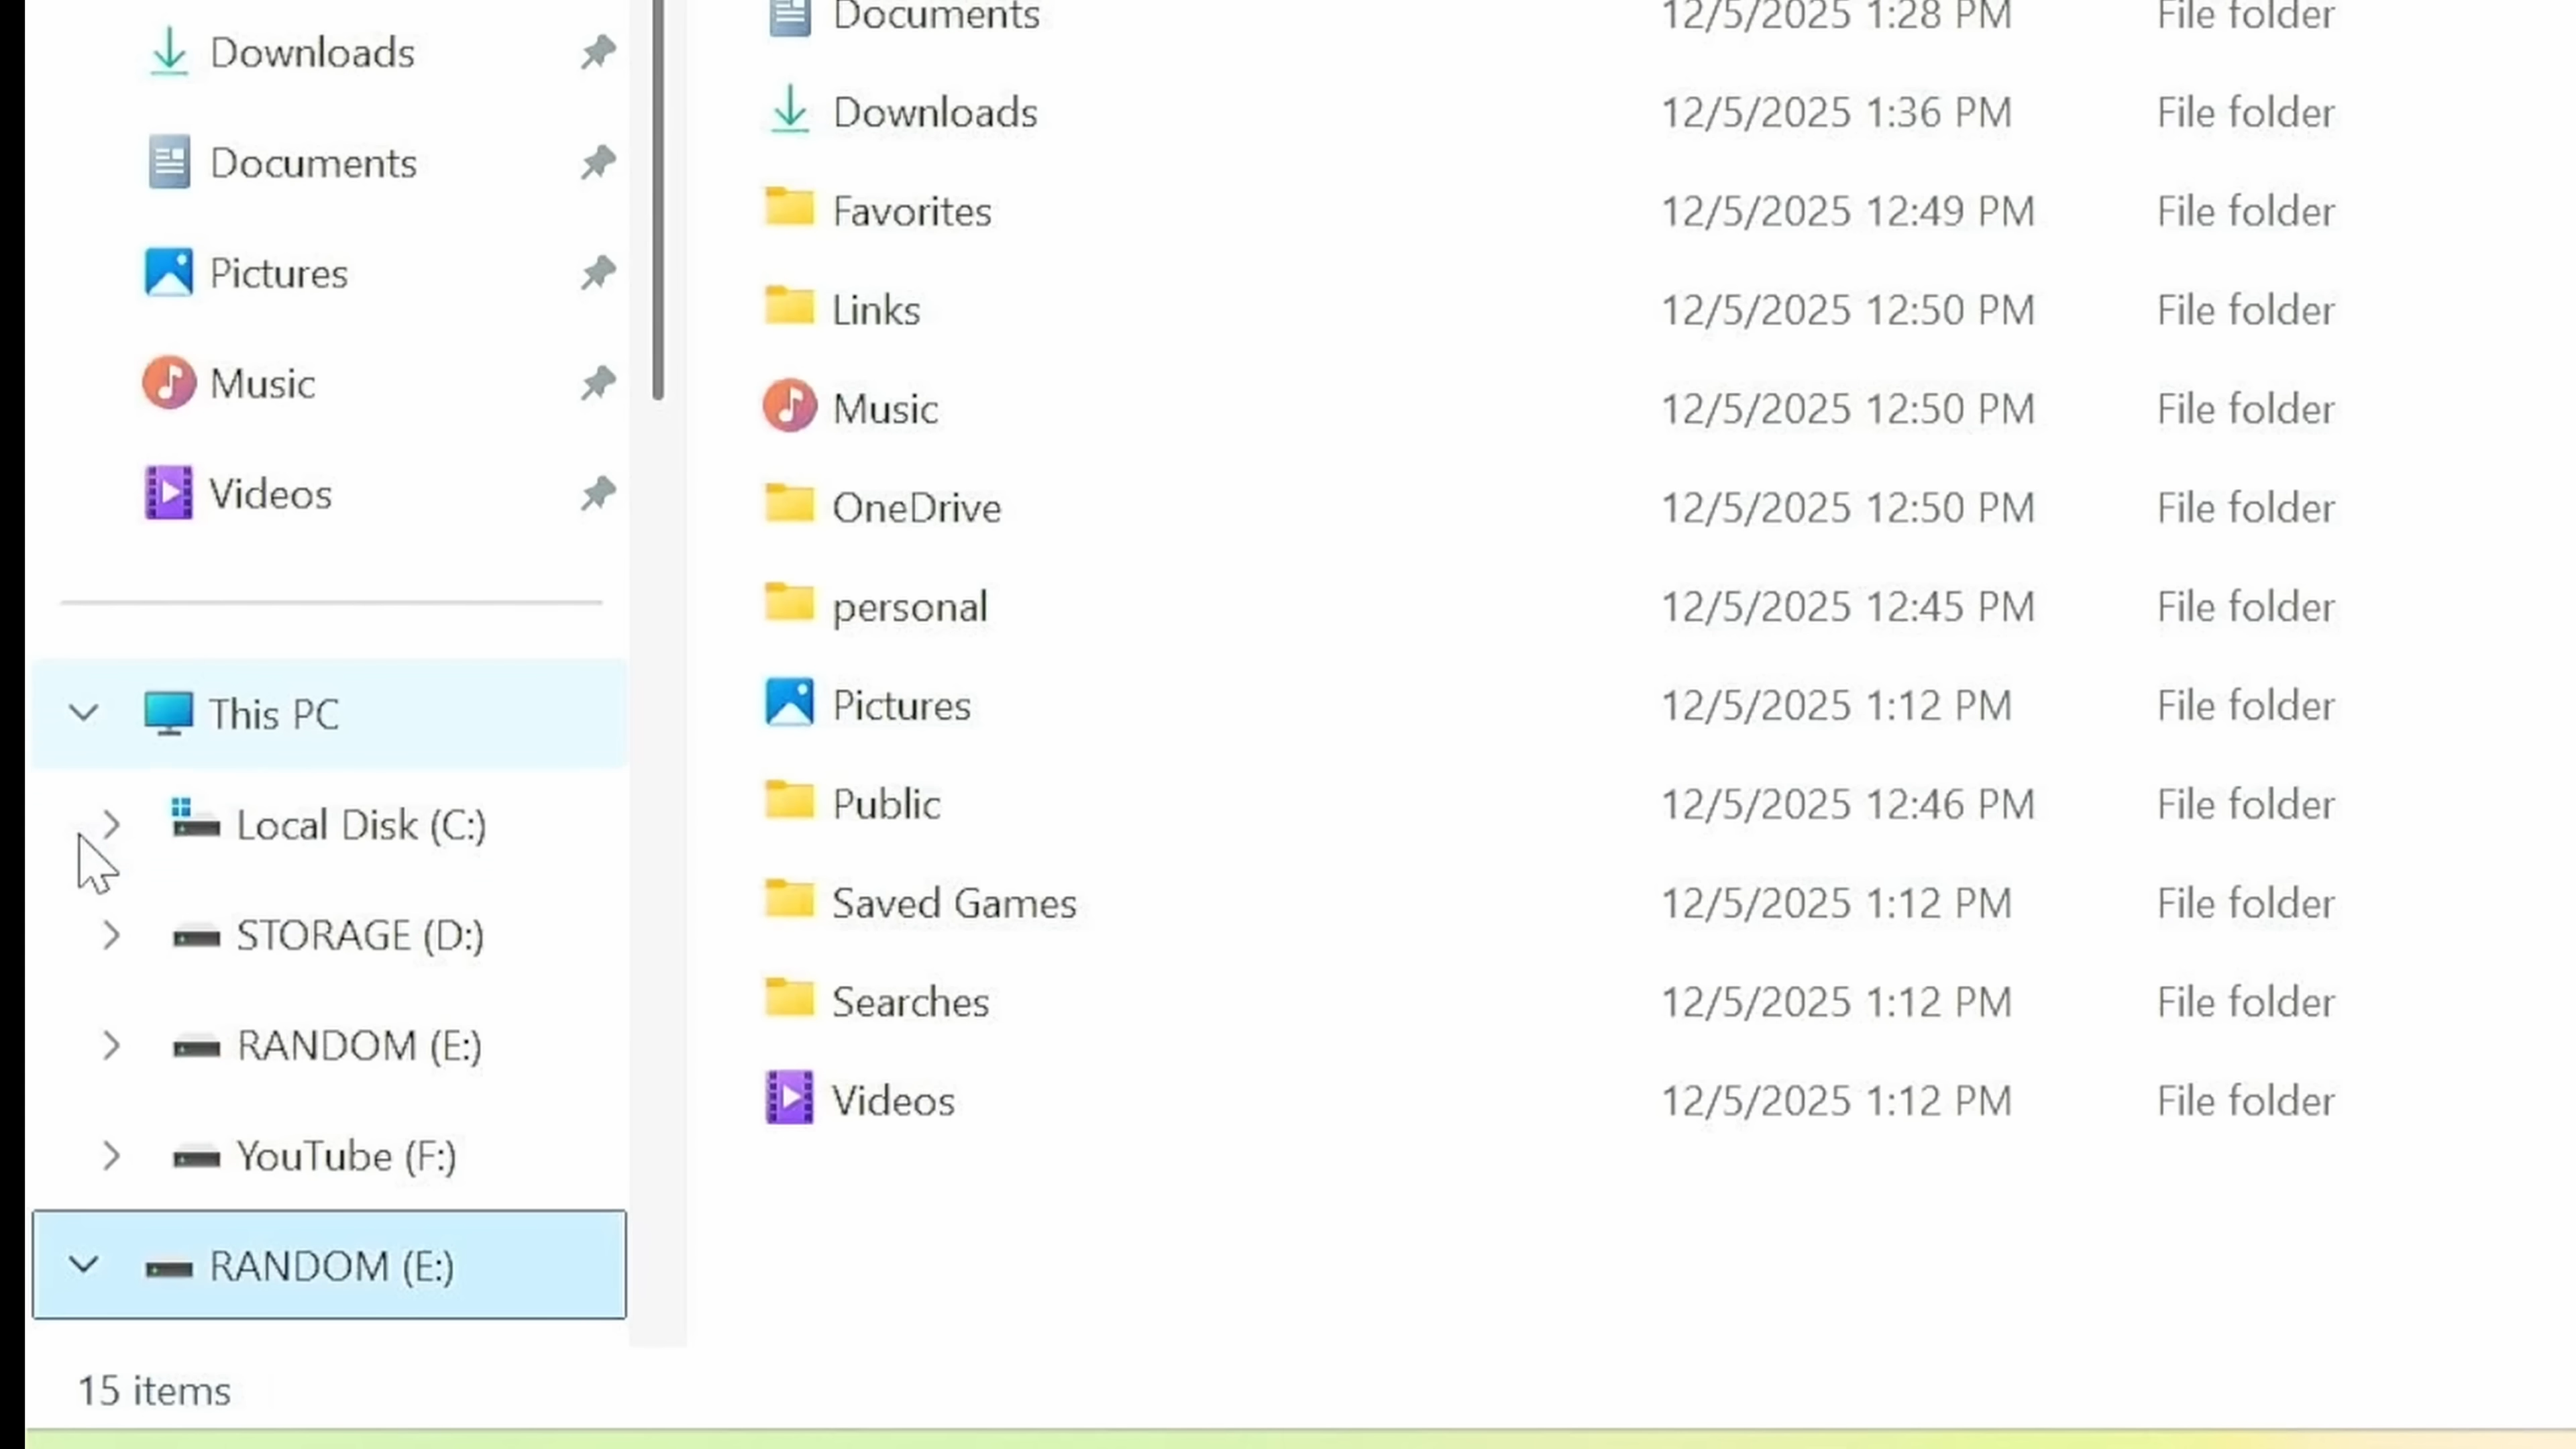 Downloads
Documents
Pictures
Music
Videos
This PC
Local Disk (C:)
STORAGE (D:)
RANDOM (E:)
YouTube (F:)
RANDOM (E:)
15 items
Documents 12/5/2025 1:28 PM File folder
Downloads 12/5/2025 1:36 PM File folder
Favorites 12/5/2025 12:49 PM File folder
Links 12/5/2025 12:50 PM File folder
Music 12/5/2025 12:50 PM File folder
OneDrive 12/5/2025 12:50 PM File folder
personal 12/5/2025 12:45 PM File folder
Pictures 12/5/2025 1:12 PM File folder
Public 12/5/2025 12:46 PM File folder
Saved Games 12/5/2025 1:12 PM File folder
Searches 12/5/2025 1:12 PM File folder
Videos 12/5/2025 1:12 PM File folder